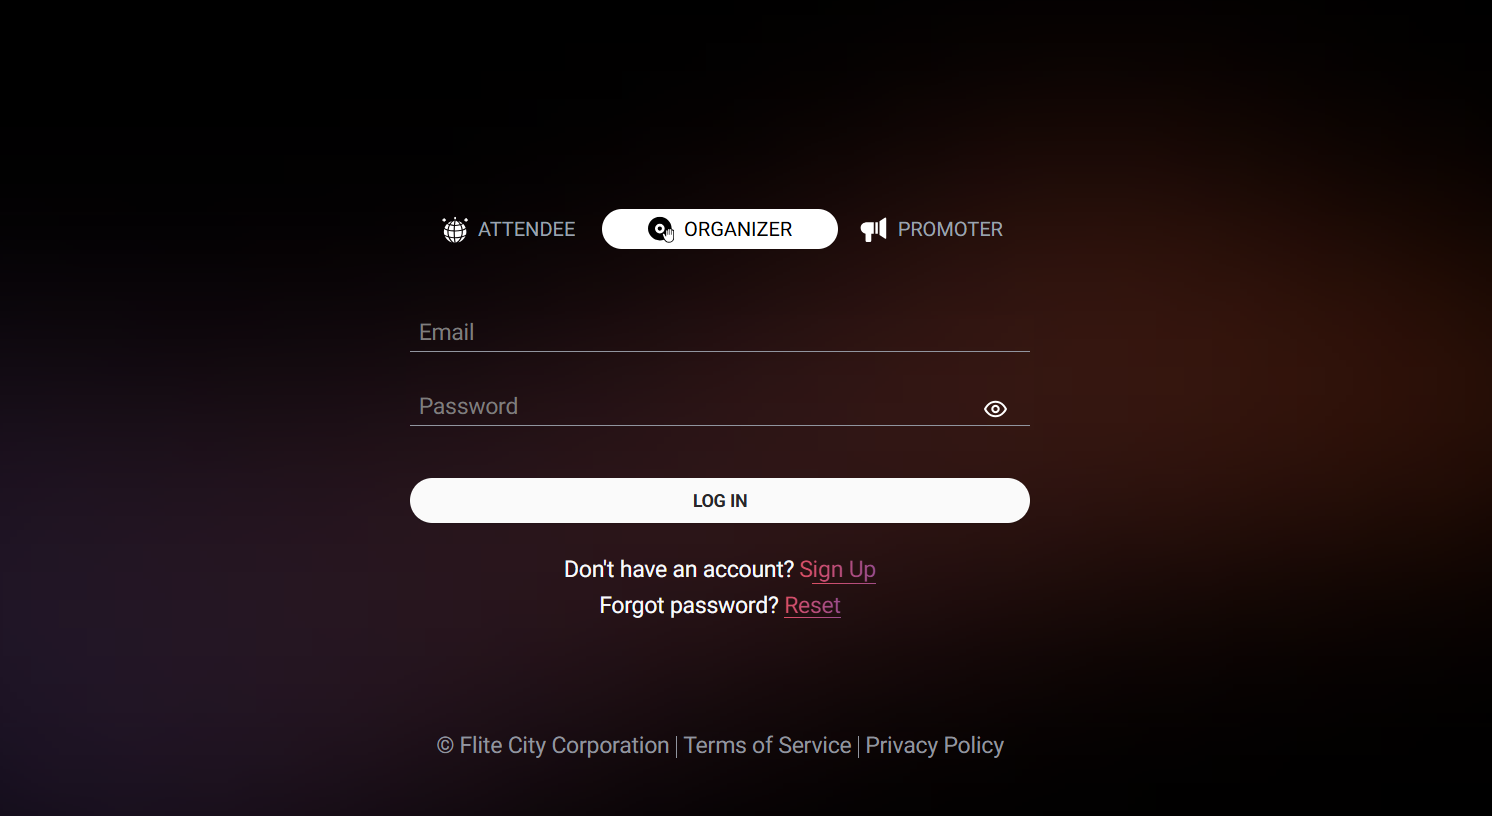 ATTENDEE ORGANIZER PROMOTER
Email
Password
LOG IN
Don't have an account? Sign Up
Forgot password? Reset
© Flite City Corporation | Terms of Service | Privacy Policy